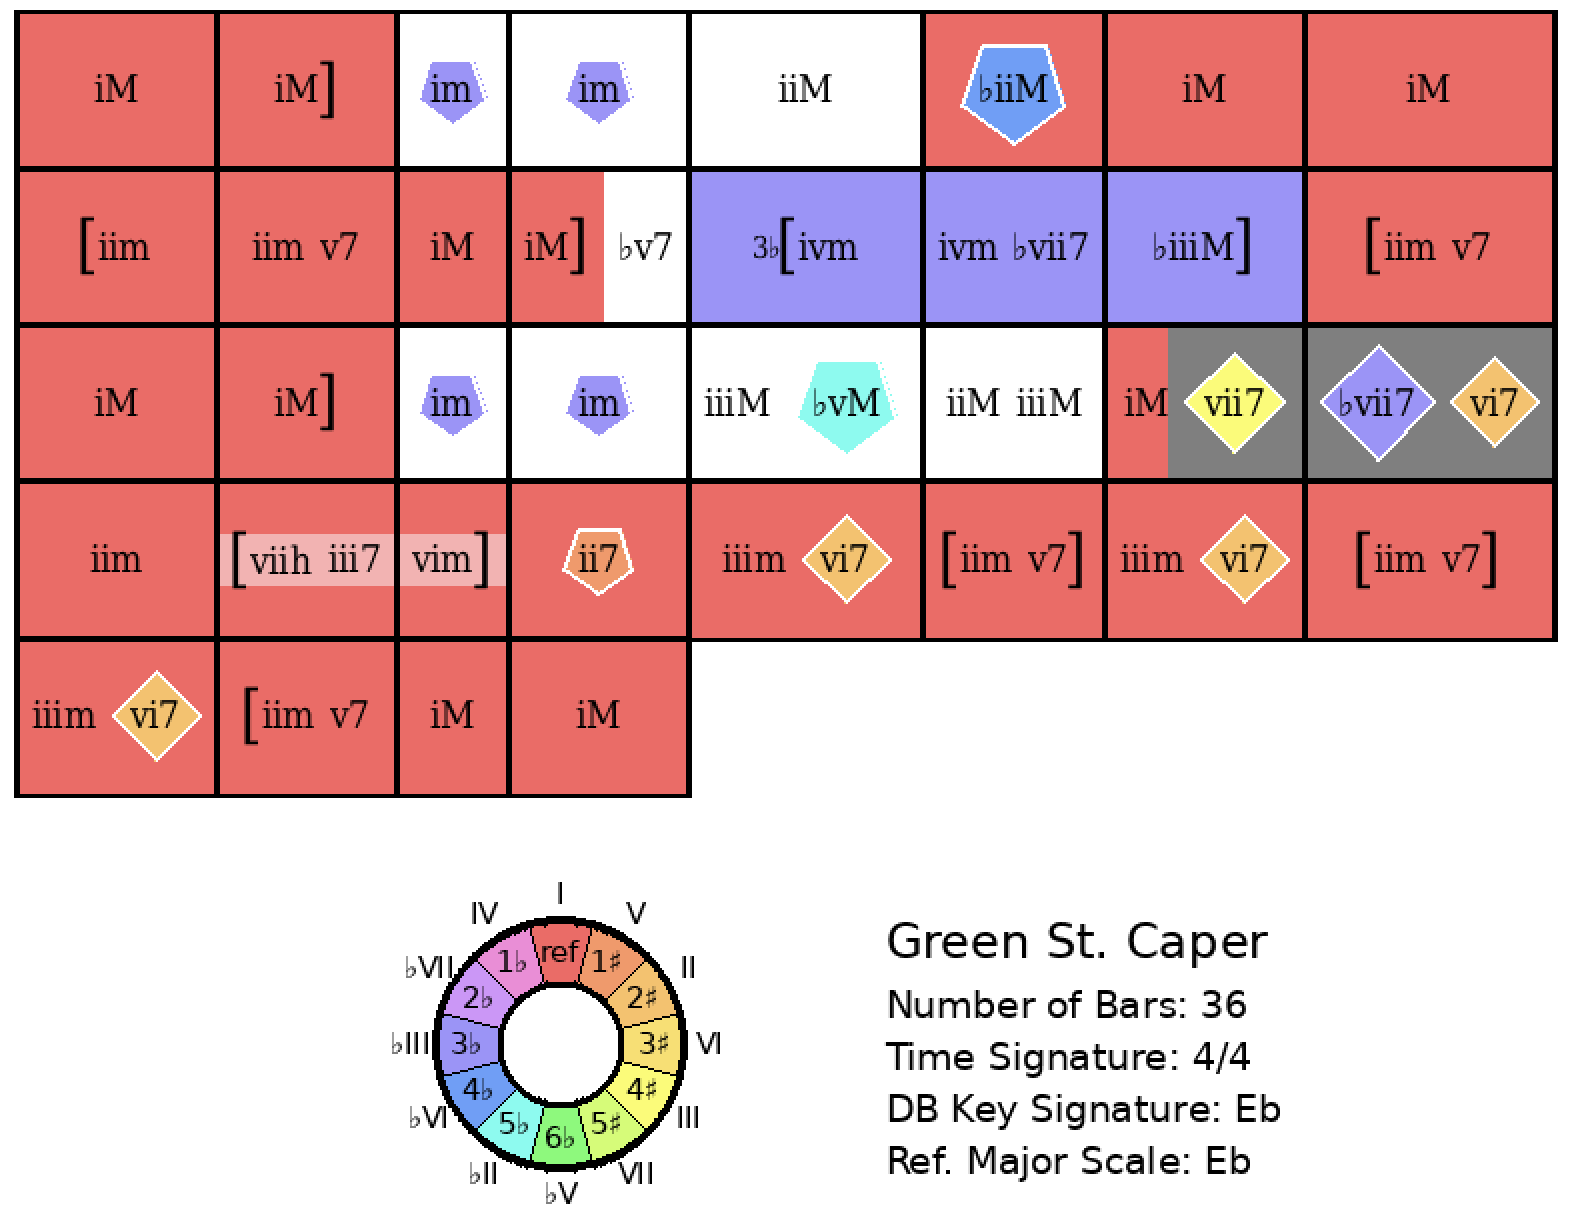 iM iM] im im iiM ♭iiM iM iM
[iim iim v7 iM iM] ♭v7 3♭[ivm ivm ♭vii7 ♭iiiM] [iim v7
iM iM] im im iiiM ♭vM iiM iiiM iM vii7 ♭vii7 vi7
iim [viih iii7 vim] ii7 iiim vi7 [iim v7] iiim vi7 [iim v7]
iiim vi7 [iim v7 iM iM
I
IV V
♭VII II
♭III VI
♭VI III
♭II VII
♭V
ref
1♭ 1♯
2♭ 2♯
3♭ 3♯
4♭ 4♯
5♭ 5♯
6♭
Green St. Caper
Number of Bars: 36
Time Signature: 4/4
DB Key Signature: Eb
Ref. Major Scale: Eb